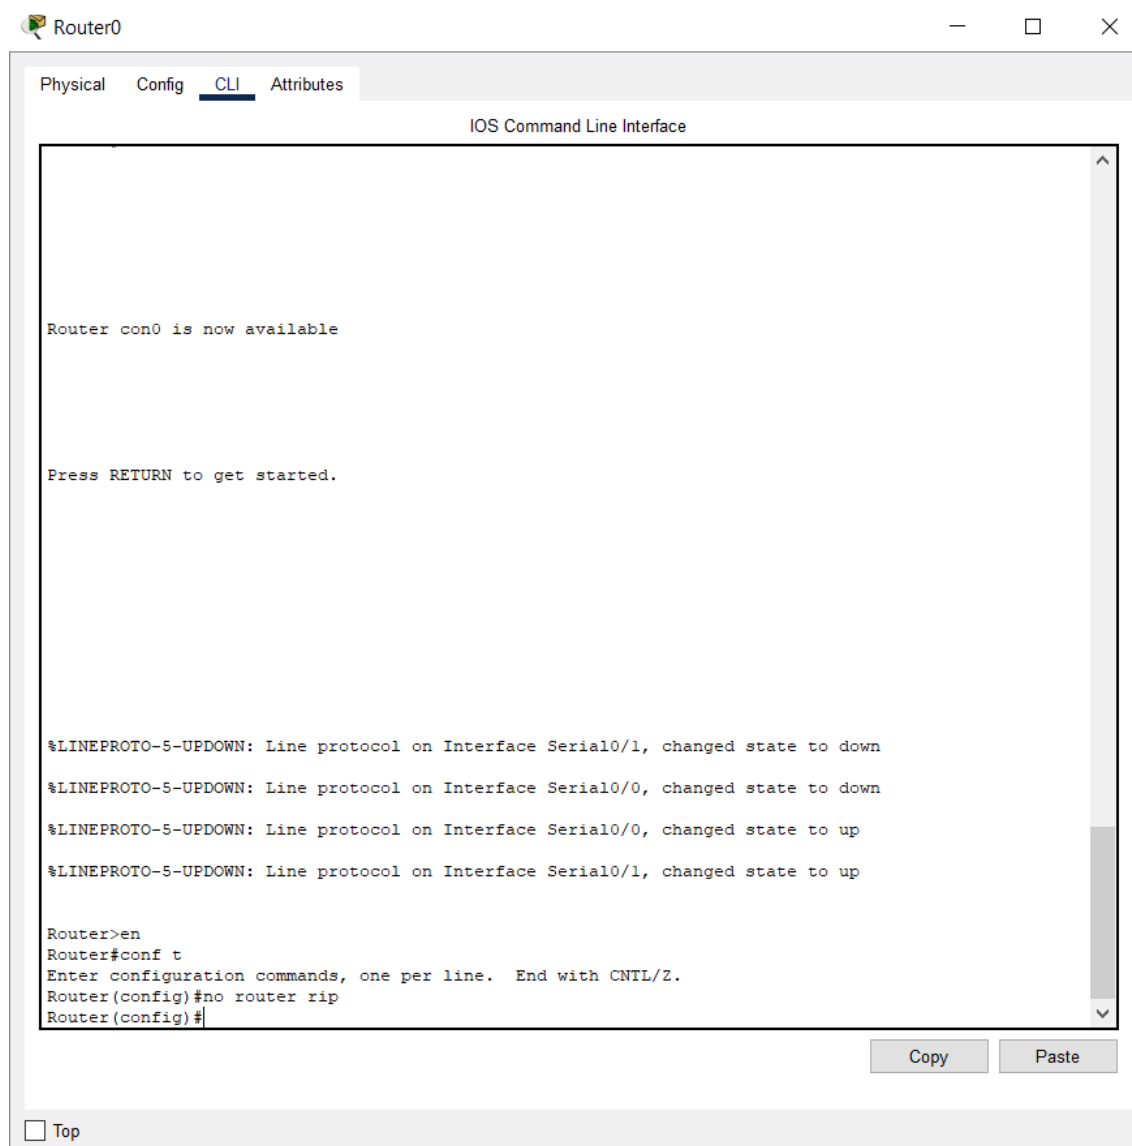 Router0
Physical Config CLI Attributes
IOS Command Line Interface
Router con0 is now available
Press RETURN to get started.
%LINEPROTO-5-UPDOWN: Line protocol on Interface Serial0/1, changed state to down
%LINEPROTO-5-UPDOWN: Line protocol on Interface Serial0/0, changed state to down
%LINEPROTO-5-UPDOWN: Line protocol on Interface Serial0/0, changed state to up
%LINEPROTO-5-UPDOWN: Line protocol on Interface Serial0/1, changed state to up
Router>en
Router#conf t
Enter configuration commands, one per line.  End with CNTL/Z.
Router(config)#no router rip
Router(config)#
Copy Paste
Top